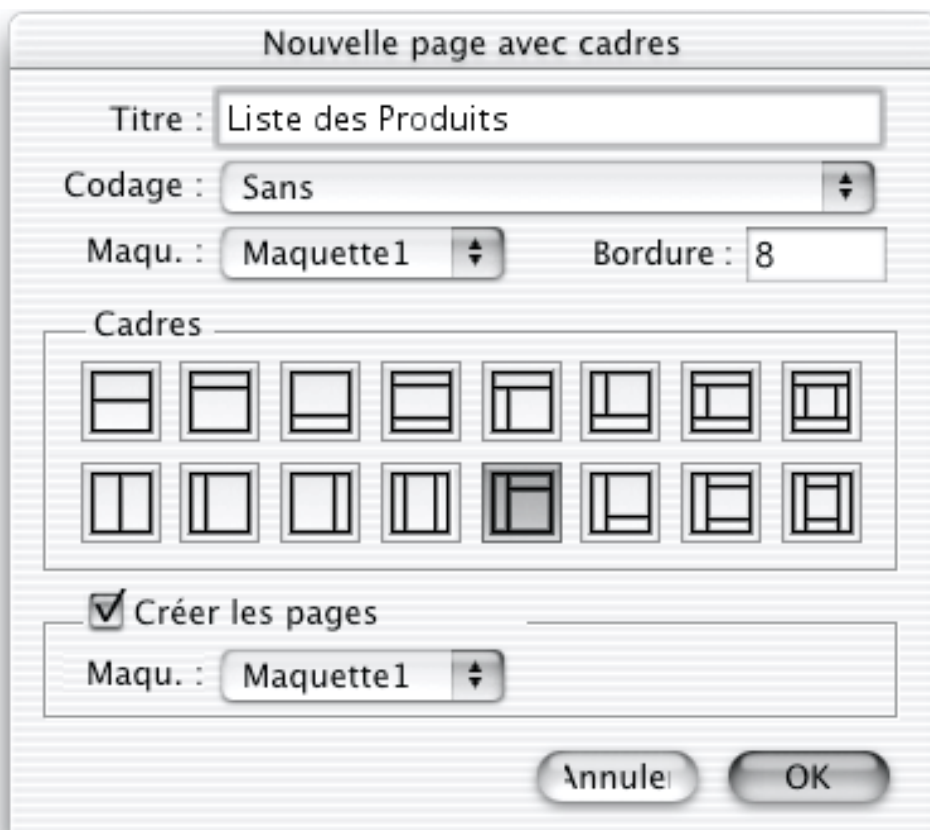 Nouvelle page avec cadres
Titre : Liste des Produits
Codage : Sans
Maqu. : Maquette1 Bordure : 8
Cadres
Créer les pages
Maqu. : Maquette1
Annuler OK